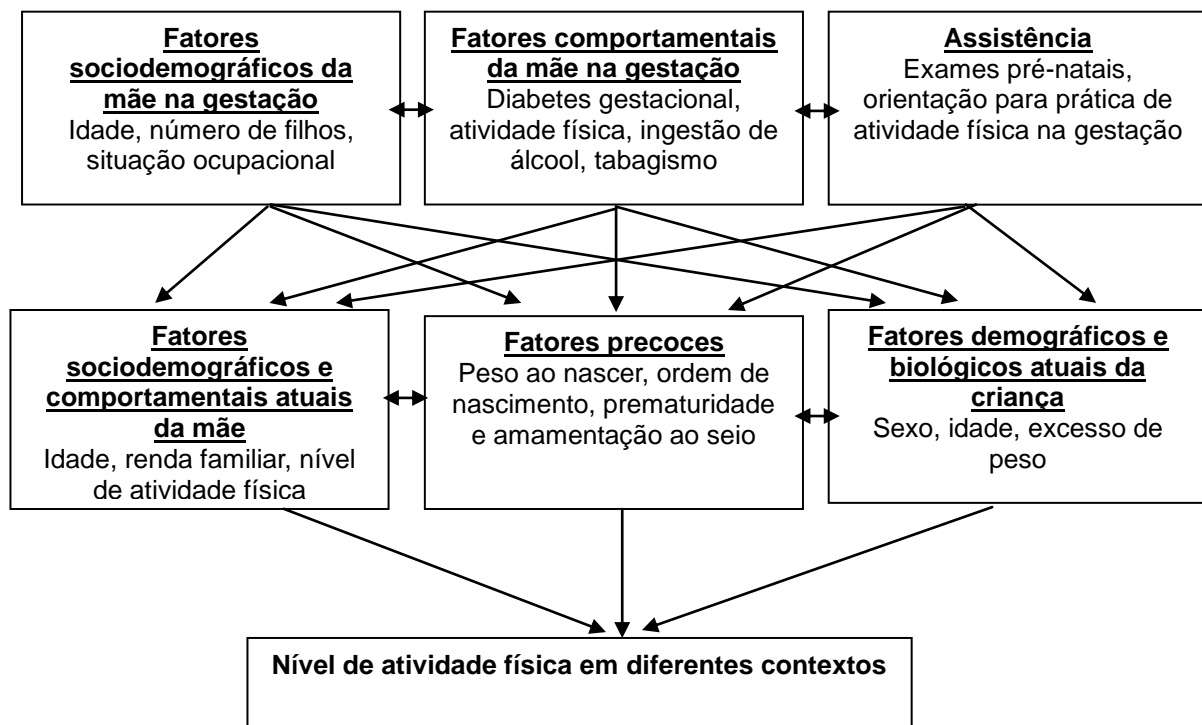 Fatores
sociodemográficos da
mãe na gestação
Idade, número de filhos,
situação ocupacional
Fatores comportamentais
da mãe na gestação
Diabetes gestacional,
atividade física, ingestão de
álcool, tabagismo
Assistência
Exames pré-natais,
orientação para prática de
atividade física na gestação
Fatores
sociodemográficos e
comportamentais atuais
da mãe
Idade, renda familiar, nível
de atividade física
Fatores precoces
Peso ao nascer, ordem de
nascimento, prematuridade
e amamentação ao seio
Fatores demográficos e
biológicos atuais da
criança
Sexo, idade, excesso de
peso
Nível de atividade física em diferentes contextos